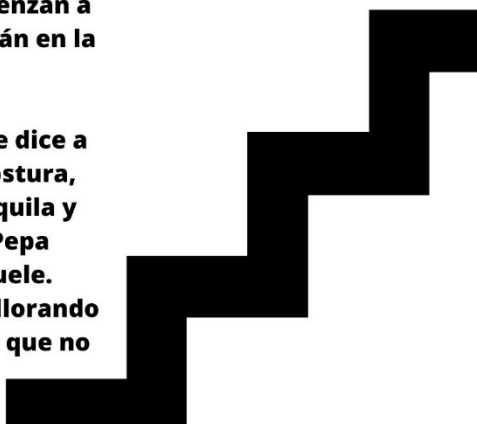 enzan a
án en la
e dice a
stura,
quila y
Pepa
uele.
llorando
que no